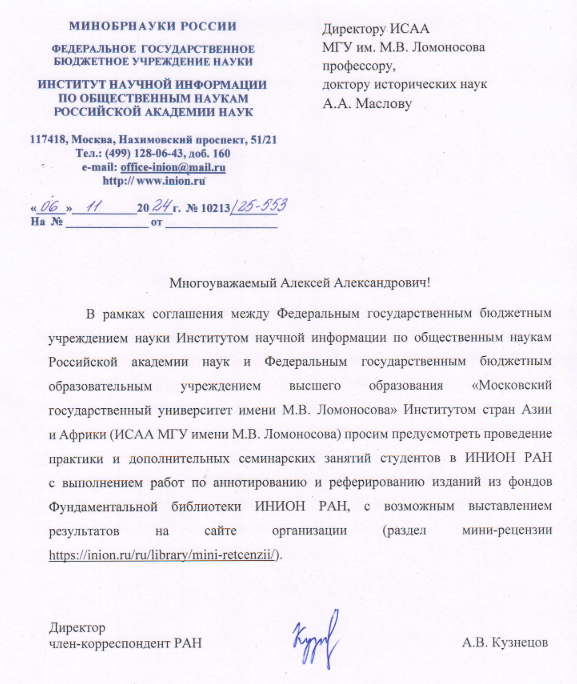 МИНОБРНАУКИ РОССИИ
ФЕДЕРАЛЬНОЕ ГОСУДАРСТВЕННОЕ
БЮДЖЕТНОЕ УЧРЕЖДЕНИЕ НАУКИ
ИНСТИТУТ НАУЧНОЙ ИНФОРМАЦИИ
ПО ОБЩЕСТВЕННЫМ НАУКАМ
РОССИЙСКОЙ АКАДЕМИИ НАУК
117418, Москва, Нахимовский проспект, 51/21
Тел.: (499) 128-06-43, доб. 160
e-mail: office-inion@mail.ru
http:// www.inion.ru
«06» 11 2024г. № 10213/25-553
На № ______________ от ___________________
Директору ИСАА
МГУ им. М.В. Ломоносова
профессору,
доктору исторических наук
А.А. Маслову
Многоуважаемый Алексей Александрович!
В рамках соглашения между Федеральным государственным бюджетным
учреждением науки Институтом научной информации по общественным наукам
Российской академии наук и Федеральным государственным бюджетным
образовательным учреждением высшего образования «Московский
государственный университет имени М.В. Ломоносова» Институтом стран Азии
и Африки (ИСАА МГУ имени М.В. Ломоносова) просим предусмотреть проведение
практики и дополнительных семинарских занятий студентов в ИНИОН РАН
с выполнением работ по аннотированию и реферированию изданий из фондов
Фундаментальной библиотеки ИНИОН РАН, с возможным выставлением
результатов на сайте организации (раздел мини-рецензии
https://inion.ru/ru/library/mini-retcenzii/).
Директор
член-корреспондент РАН
А.В. Кузнецов